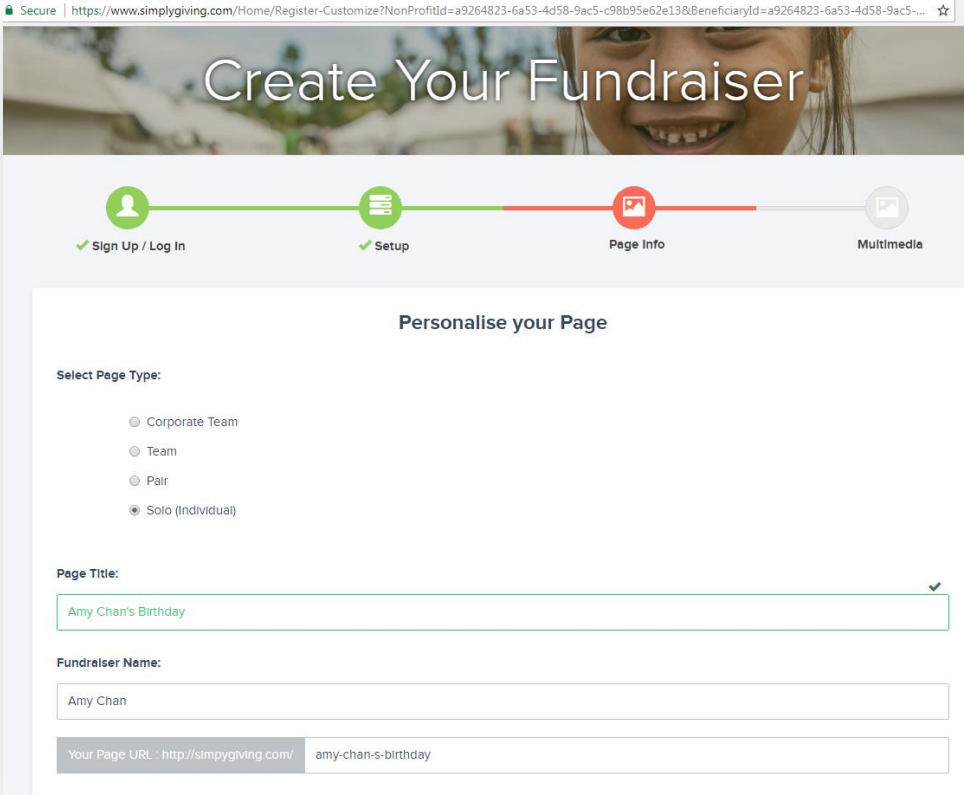 Secure | https://www.simplygiving.com/Home/Register-Customize?NonProfitId=a9264823-6a53-4d58-9ac5-c98b95e62e13&BeneficiaryId=a9264823-6a53-4d58-9ac5-...
Create Your Fundraiser
Sign Up / Log In
Setup
Page Info
Multimedia
Personalise your Page
Select Page Type:
Corporate Team
Team
Pair
Solo (Individual)
Page Title:
Amy Chan's Birthday
Fundraiser Name:
Amy Chan
Your Page URL : http://simpygiving.com/ amy-chan-s-birthday